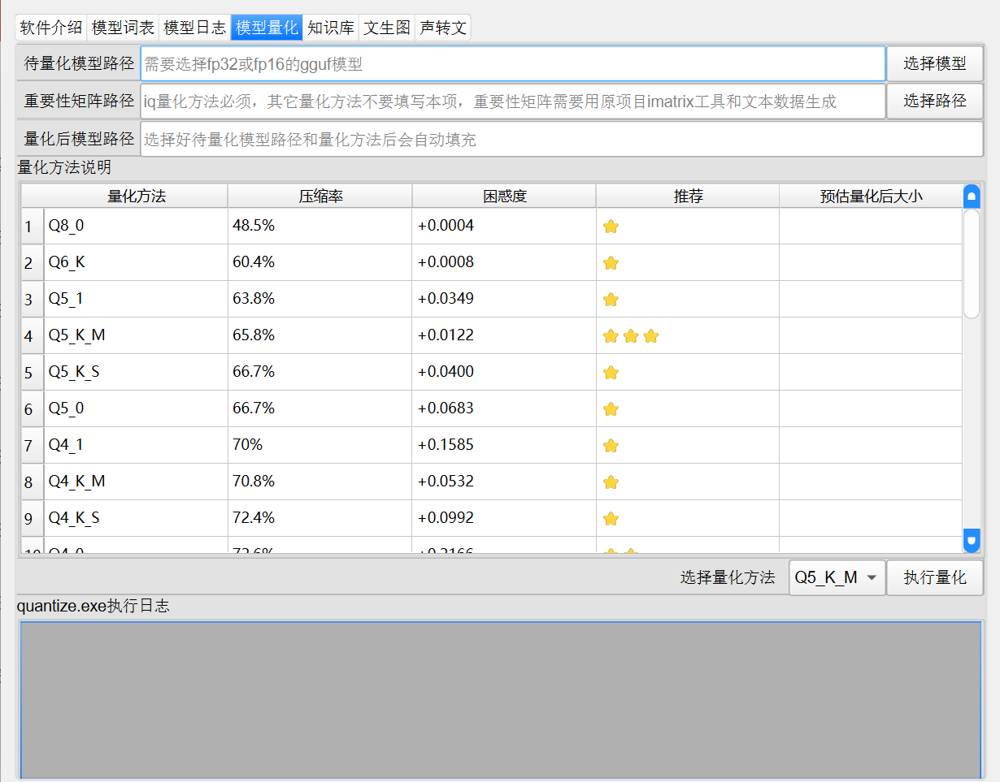 软件介绍 模型词表 模型日志 模型量化 知识库 文生图 声转文
待量化模型路径 需要选择fp32或fp16的gguf模型 选择模型
重要性矩阵路径 iq量化方法必须，其它量化方法不要填写本项，重要性矩阵需要用原项目imatrix工具和文本数据生成 选择路径
量化后模型路径 选择好待量化模型路径和量化方法后会自动填充
量化方法说明
量化方法 压缩率 困惑度 推荐 预估量化后大小
1 Q8_0 48.5% +0.0004
2 Q6_K 60.4% +0.0008
3 Q5_1 63.8% +0.0349
4 Q5_K_M 65.8% +0.0122
5 Q5_K_S 66.7% +0.0400
6 Q5_0 66.7% +0.0683
7 Q4_1 70% +0.1585
8 Q4_K_M 70.8% +0.0532
9 Q4_K_S 72.4% +0.0992
选择量化方法 Q5_K_M 执行量化
quantize.exe执行日志